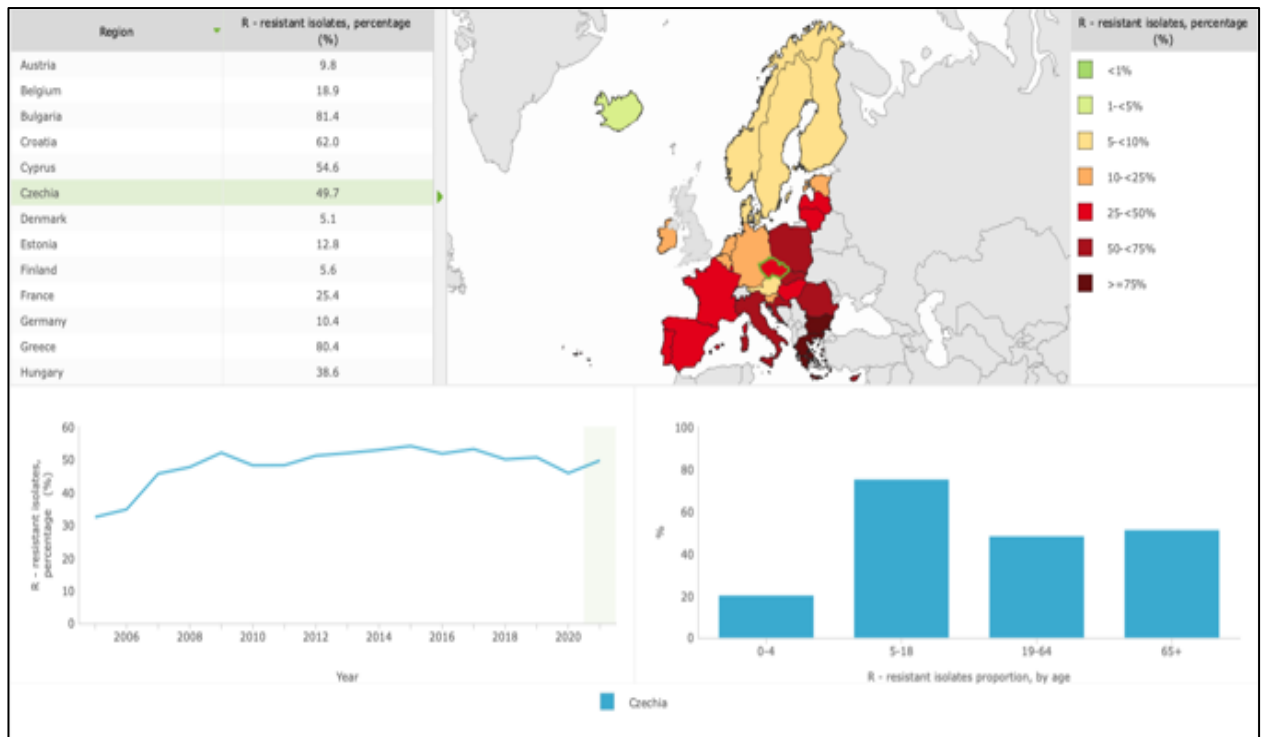 Region
R - resistant isolates, percentage
(%)
Austria 9.8
Belgium 18.9
Bulgaria 81.4
Croatia 62.0
Cyprus 54.6
Czechia 49.7
Denmark 5.1
Estonia 12.8
Finland 5.6
France 25.4
Germany 10.4
Greece 80.4
Hungary 38.6
R - resistant isolates, percentage
(%)
<1%
1-<5%
5-<10%
10-<25%
25-<50%
50-<75%
>=75%
R - resistant isolates,
percentage (%)
60
50
40
30
20
10
0
2006 2008 2010 2012 2014 2016 2018 2020
Year
%
100
80
60
40
20
0
0-4 5-18 19-64 65+
R - resistant isolates proportion, by age
Czechia